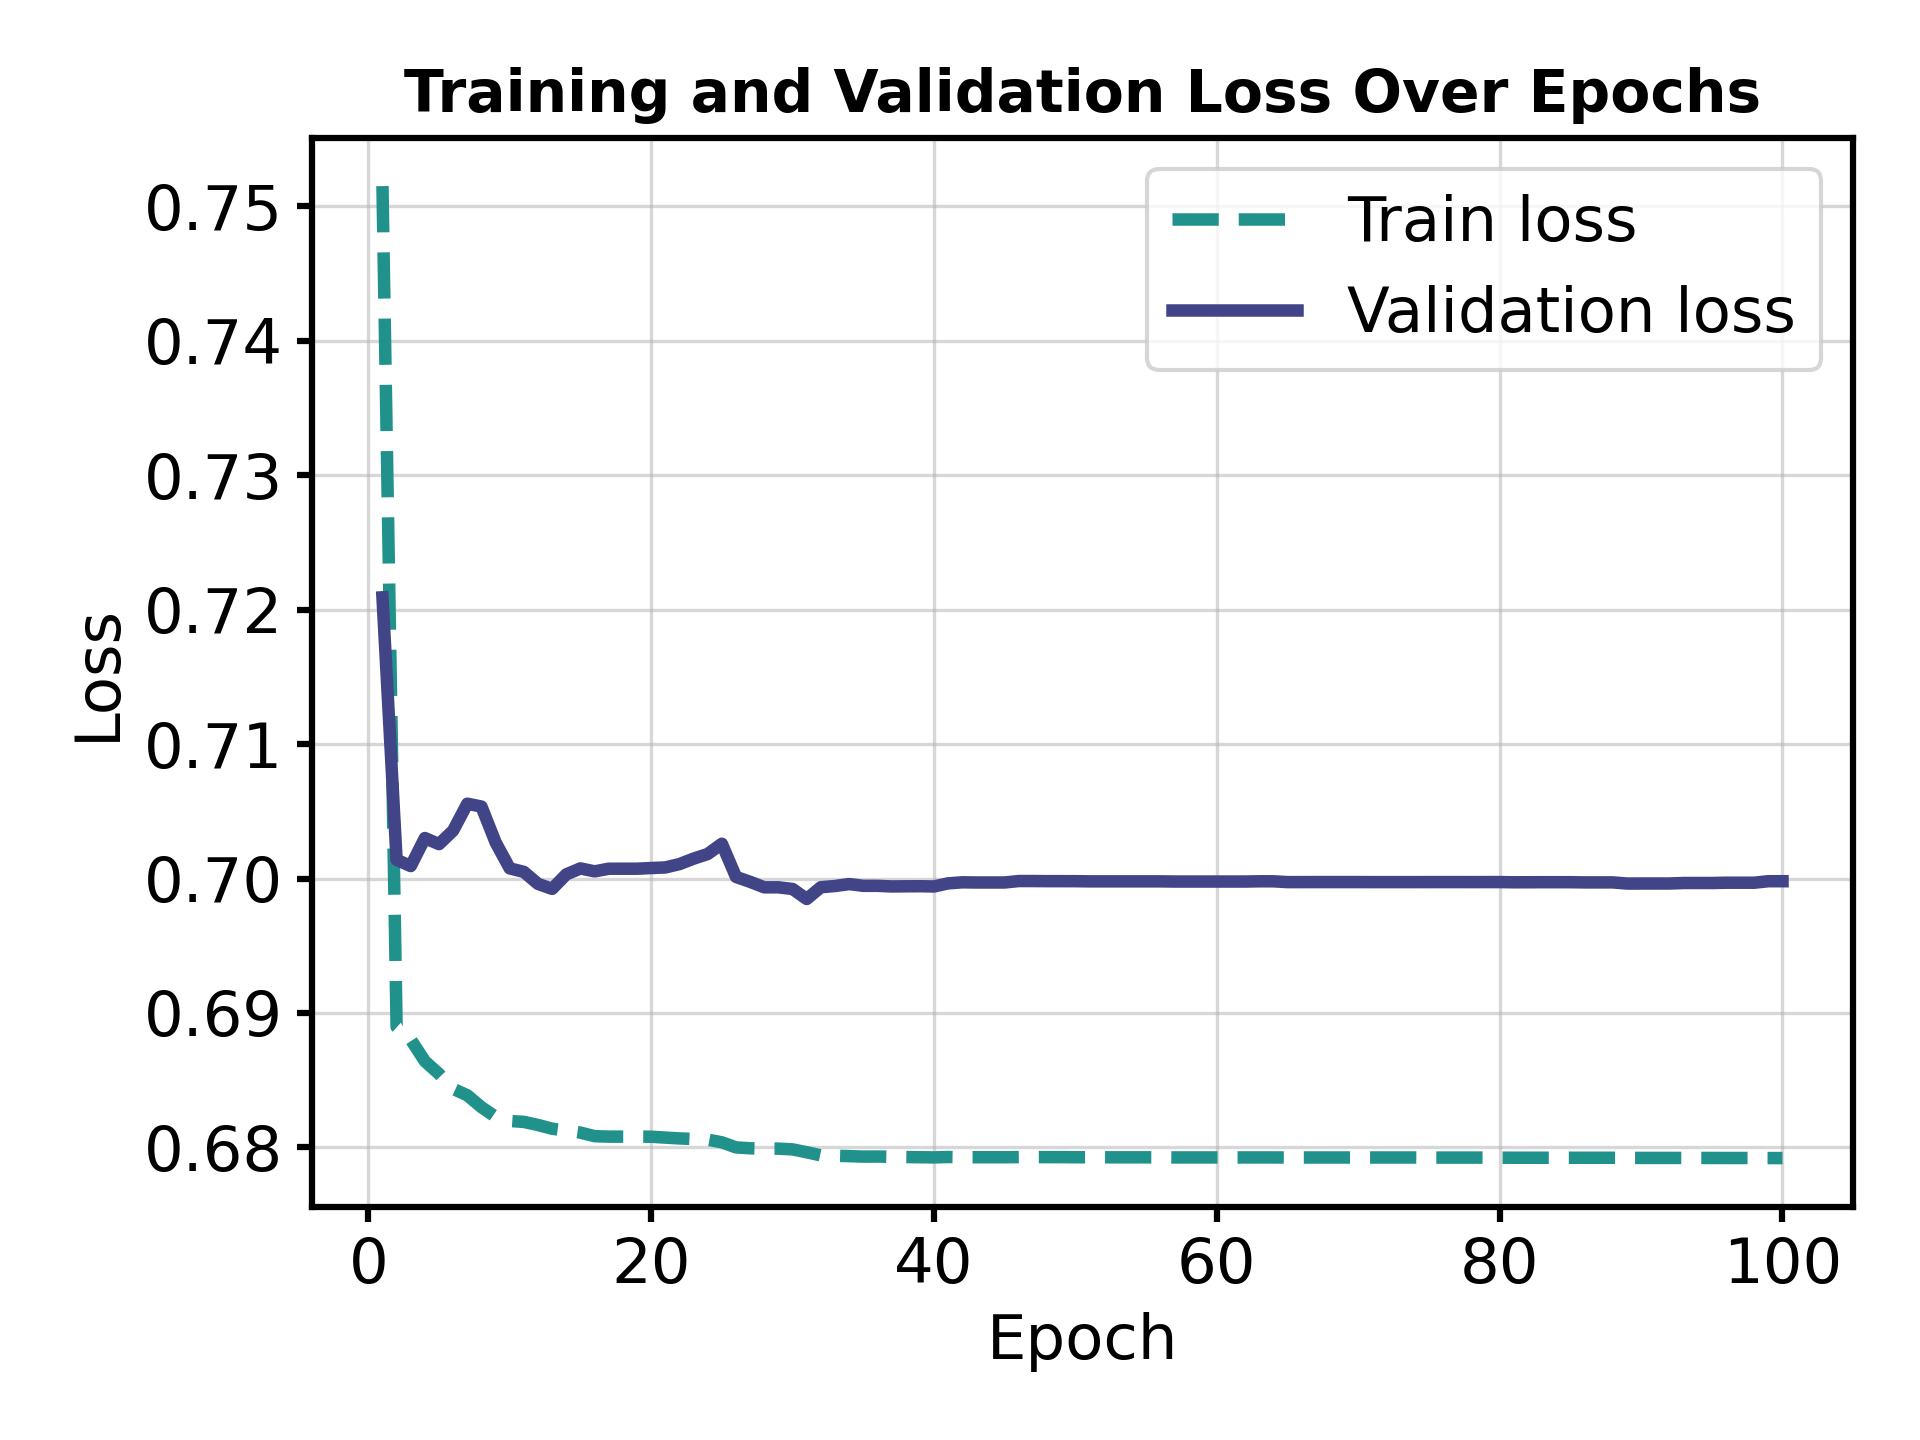 Training and Validation Loss Over Epochs
Train loss
Validation loss
0.75
0.74
0.73
0.72
0.71
0.70
0.69
0.68
Loss
0 20 40 60 80 100
Epoch